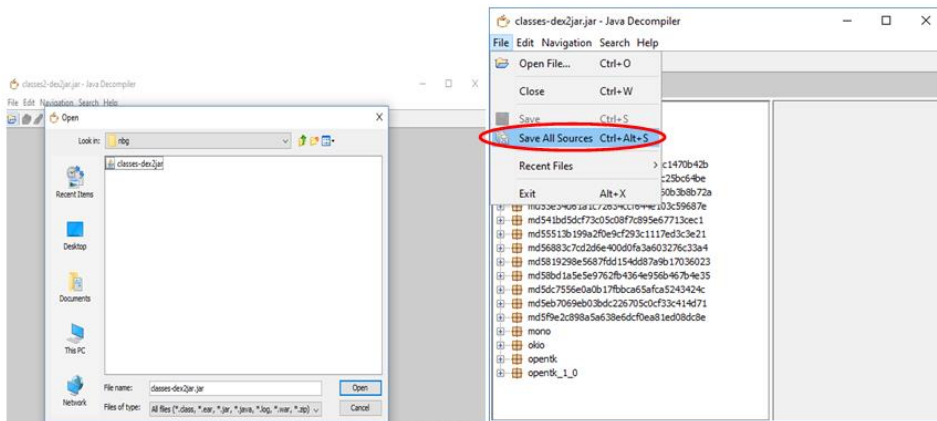 classes2-dex2jar.jar - Java Decompiler
File Edit Navigation Search Help
Open
Look in: nbg
classes-dex2jar
Recent Items
Desktop
Documents
This PC
Network
File name: classes-dex2jar.jar Open
Files of type: All files (*.class, *.ear, *.jar, *.java, *.log, *.war, *.zip) Cancel
classes-dex2jar.jar - Java Decompiler
File Edit Navigation Search Help
Open File... Ctrl+O
Close Ctrl+W
Save Ctrl+S
Save All Sources Ctrl+Alt+S
Recent Files
Exit Alt+X
c1470b42b
c25bc64be
50b3b8b72a
md541bd5dcf73c05c08f7c895e67713cec1
md55513b199a2f0e9cf293c1117ed3c3e21
md56883c7cd2d6e400d0fa3a603276c33a4
md5819298e5687fdd154dd87a9b17036023
md58bd1a5e5e9762fb4364e956b467b4e35
md5dc7556e0a0b17fbbca65afca5243424c
md5eb7069eb03bdc226705c0cf33c414d71
md5f9e2c898a5a638e6dcf0ea81ed08dc8e
mono
okio
opentk
opentk_1_0